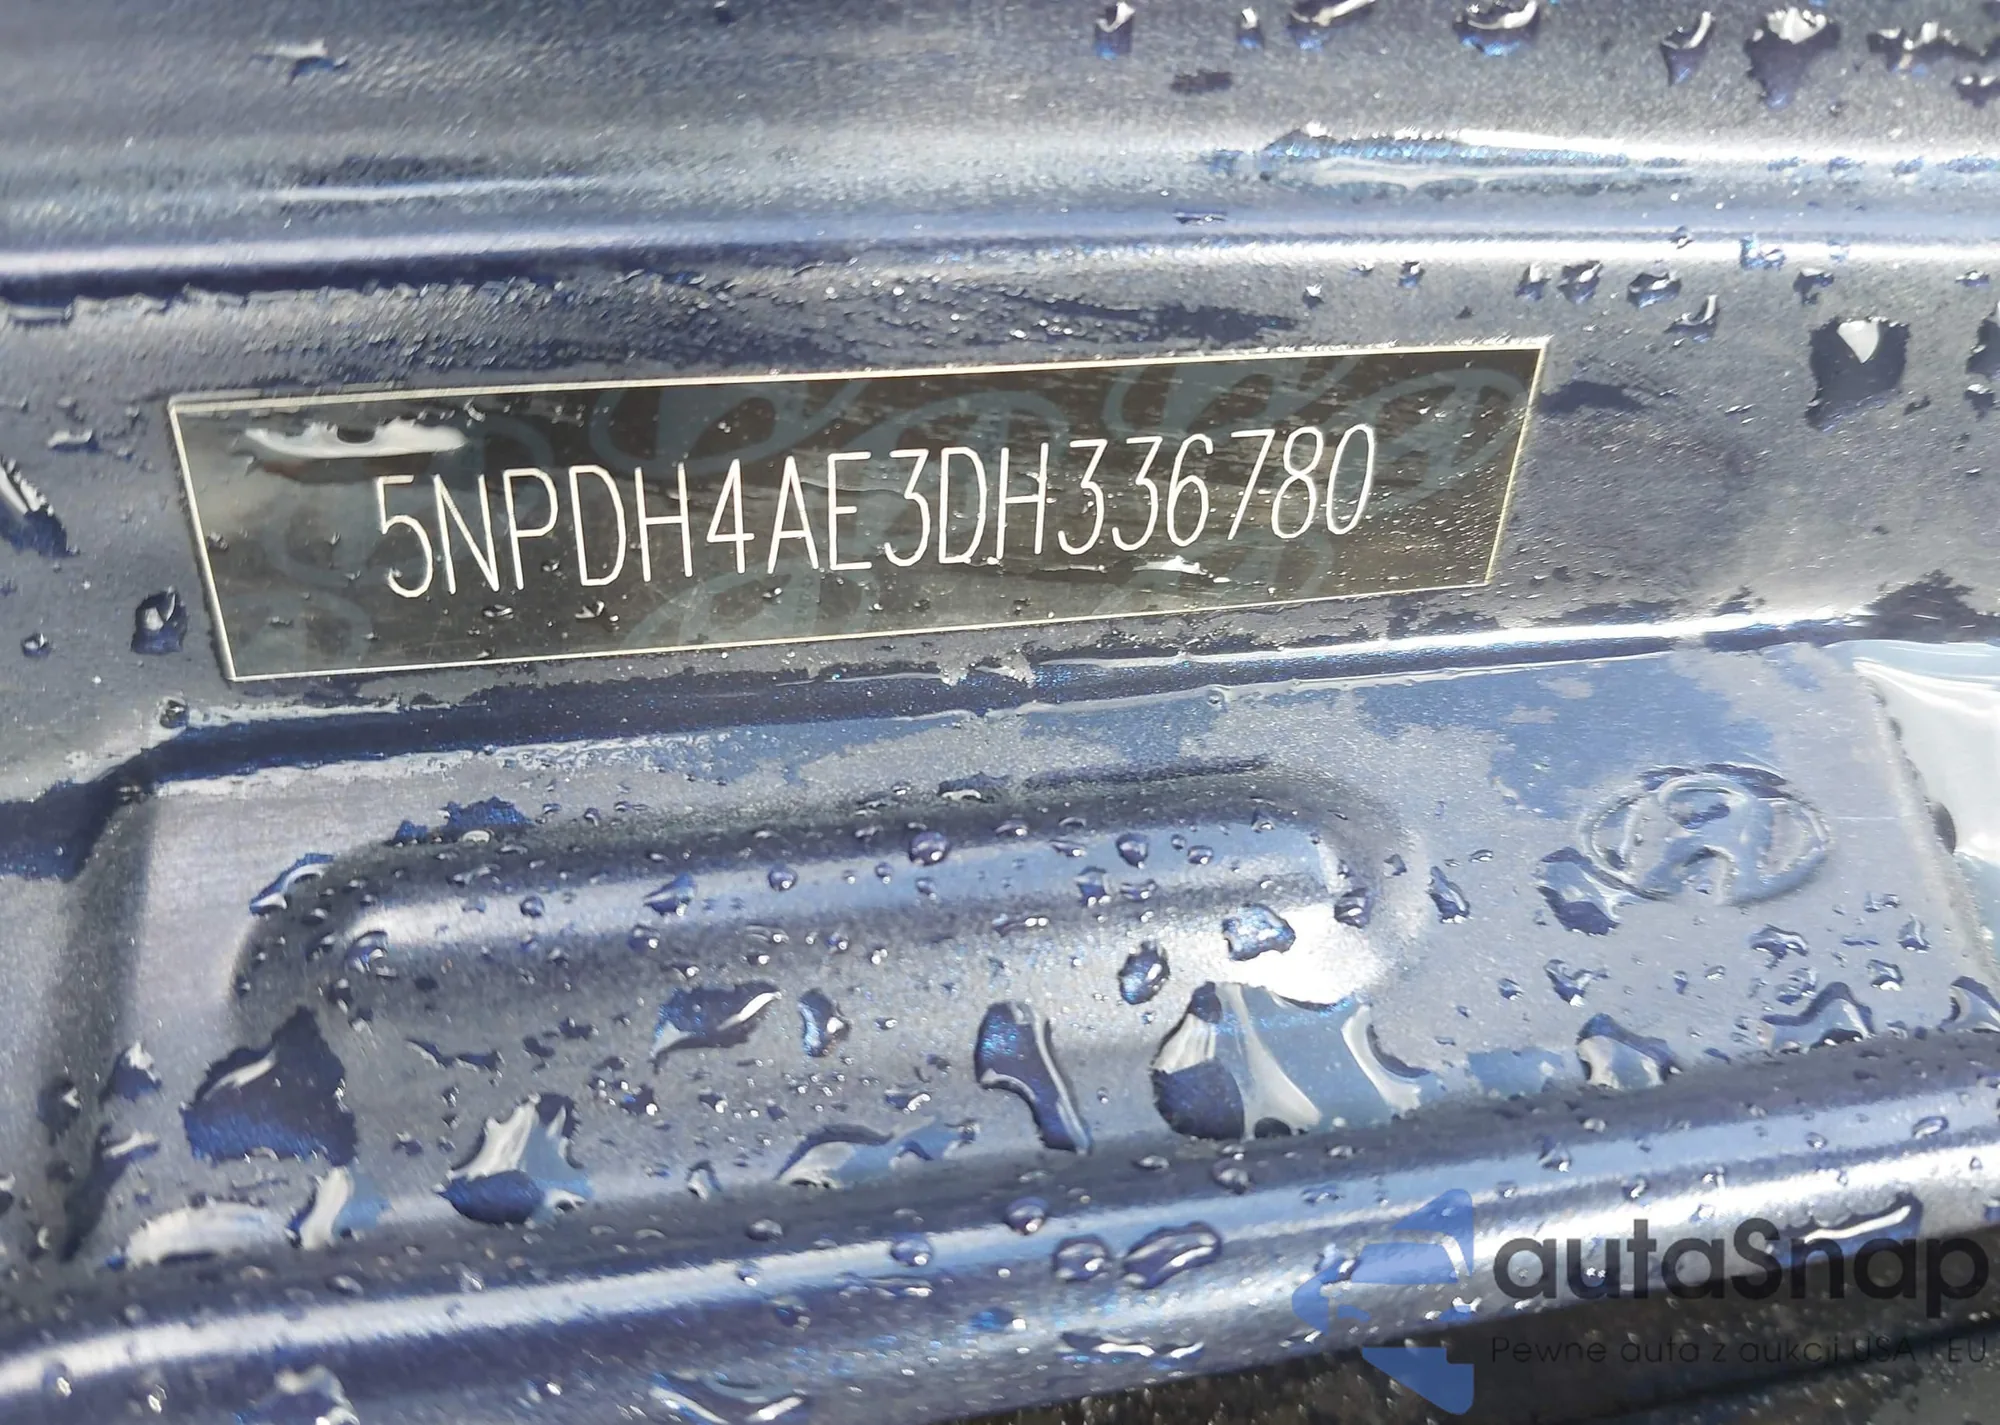 5NPDH4AE3DH336780
autaSnap
Pewne auta z aukcji USA i EU